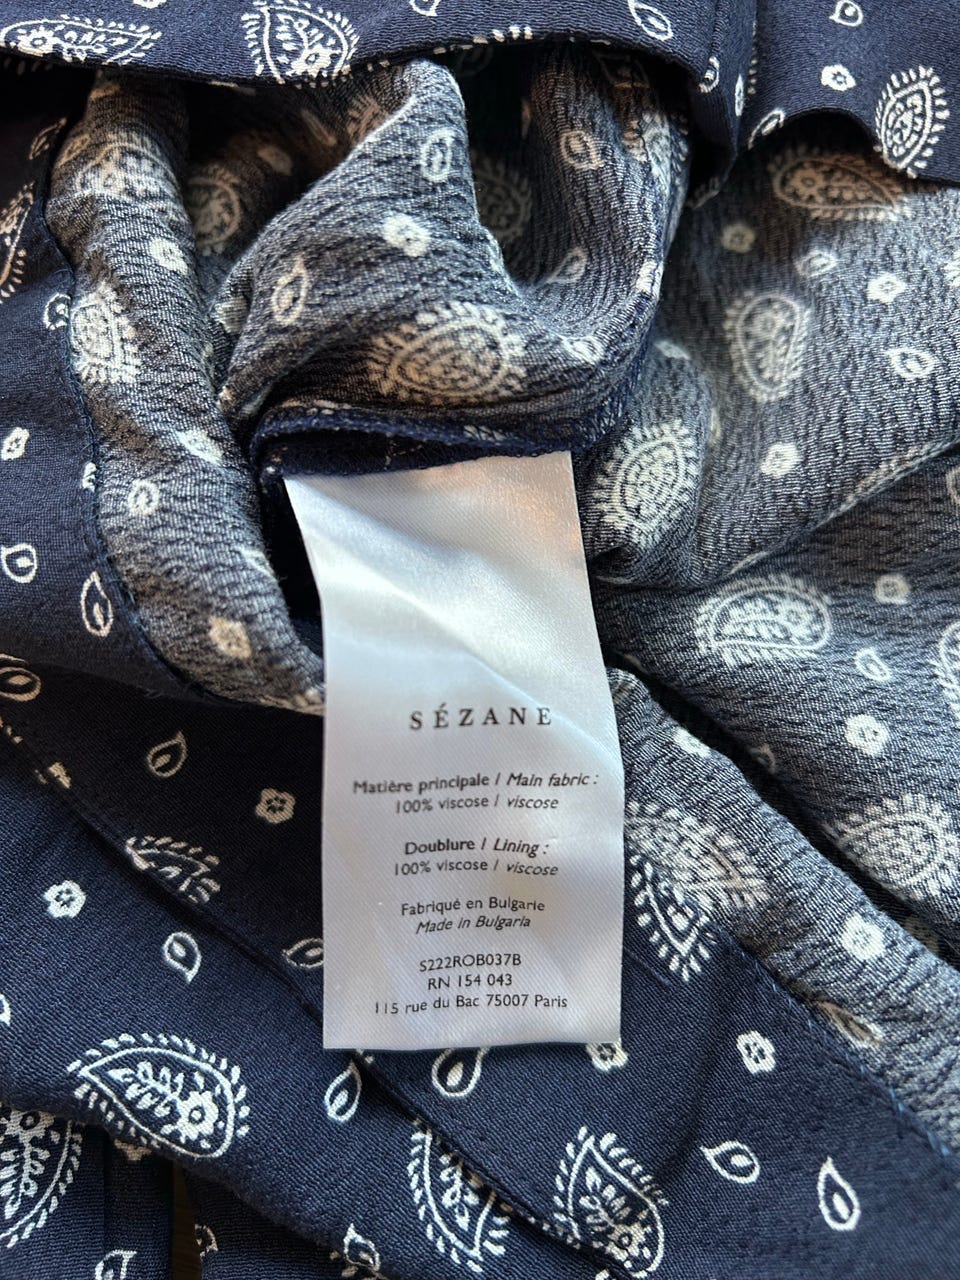 SÉZANE
Matière principale / Main fabric :
100% viscose / viscose
Doublure / Lining :
100% viscose / viscose
Fabriqué en Bulgarie
Made in Bulgaria
S222ROB037B
RN 154 043
115 rue du Bac 75007 Paris